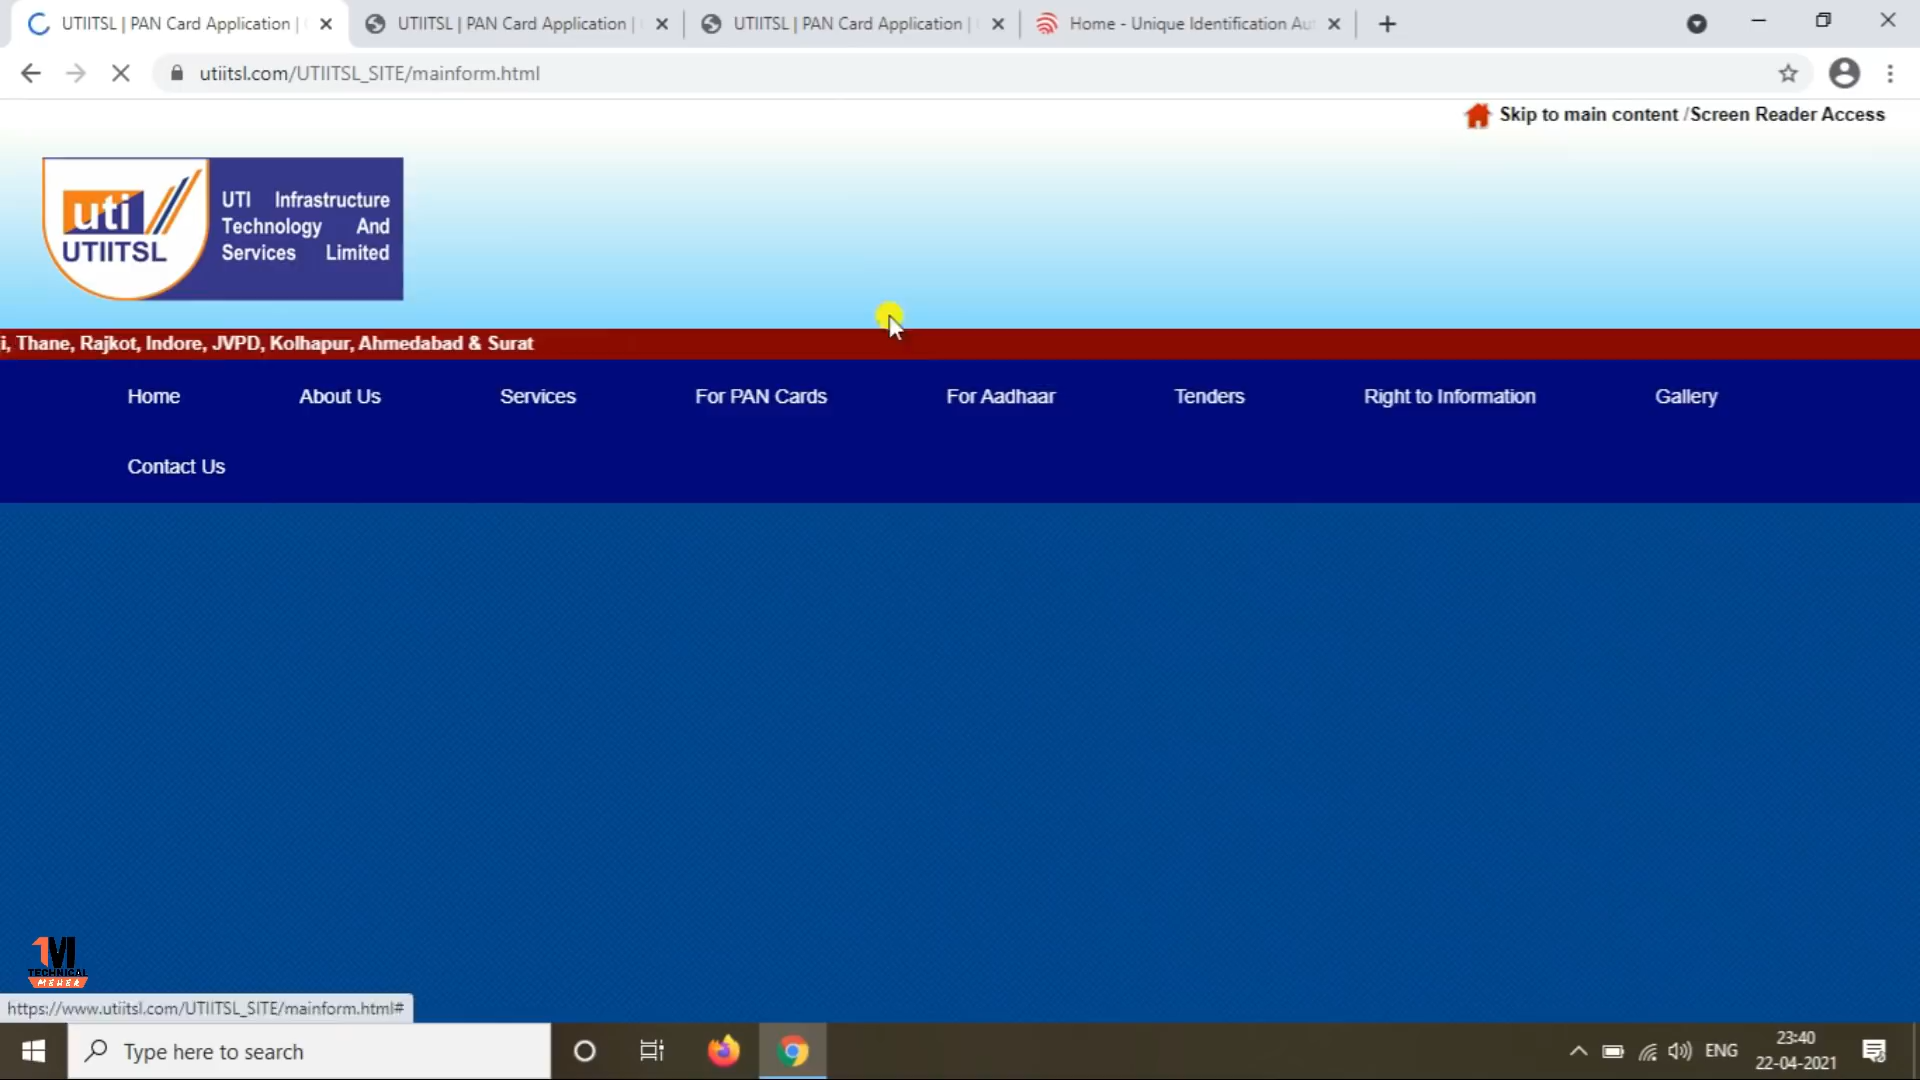 UTIITSL | PAN Card Application |
UTIITSL | PAN Card Application |
UTIITSL | PAN Card Application |
Home - Unique Identification Au
utiitsl.com/UTIITSL_SITE/mainform.html
Skip to main content /Screen Reader Access
uti
UTIITSL
UTI Infrastructure
Technology And
Services Limited
i, Thane, Rajkot, Indore, JVPD, Kolhapur, Ahmedabad & Surat
Home
About Us
Services
For PAN Cards
For Aadhaar
Tenders
Right to Information
Gallery
Contact Us
TECHNICAL
MEHER
https://www.utiitsl.com/UTIITSL_SITE/mainform.html#
Type here to search
ENG
23:40
22-04-2021